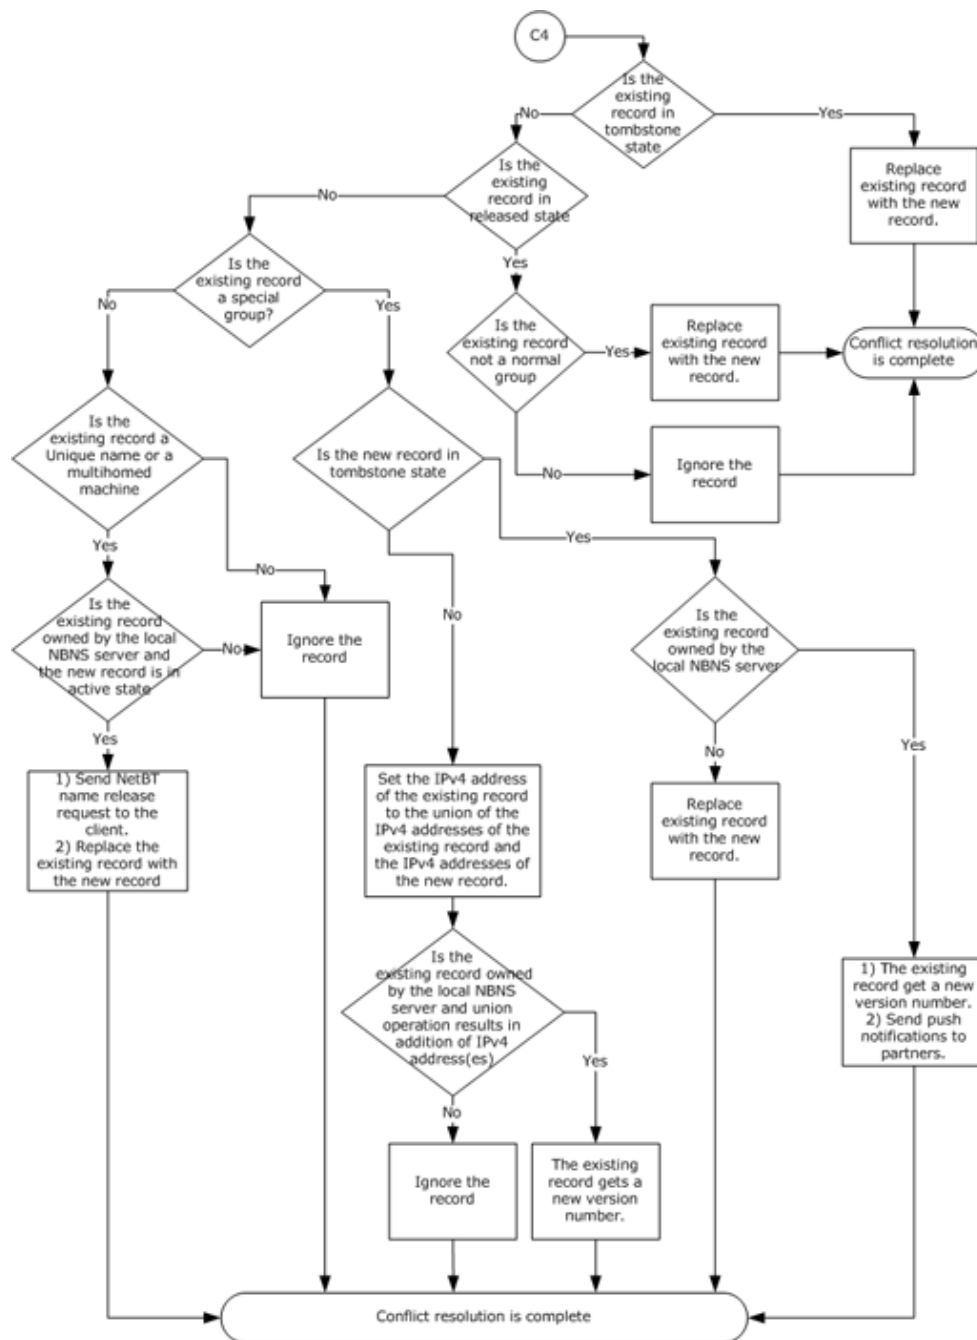 C4
Is the
existing
record in
tombstone
state
No
Yes
Is the
existing
record in
released state
Replace
existing record
with the new
record.
No
Yes
Is the
existing record
a special
group?
No
Yes
Is the
existing record
not a normal
group
Yes
Replace
existing record
with the new
record.
Conflict resolution
is complete
Is the
existing record a
Unique name or a
multihomed
machine
Is the new record in
tombstone state
No
Ignore the
record
Yes
No
Yes
No
Is the
existing record
owned by the local
NBNS server and
the new record is in
active state
No
Ignore the
record
Is the
existing record
owned by the
local NBNS server
Yes
No
Yes
1) Send NetBT
name release
request to the
client.
2) Replace the
existing record with
the new record
Set the IPv4 address
of the existing record
to the union of the
IPv4 addresses of the
existing record and
the IPv4 addresses of
the new record.
Replace
existing record
with the new
record.
Is the
existing record owned
by the local NBNS
server and union
operation results in
addition of IPv4
address(es)
1) The existing
record get a new
version number.
2) Send push
notifications to
partners.
No
Yes
Ignore the
record
The existing
record gets a
new version
number.
Conflict resolution is complete